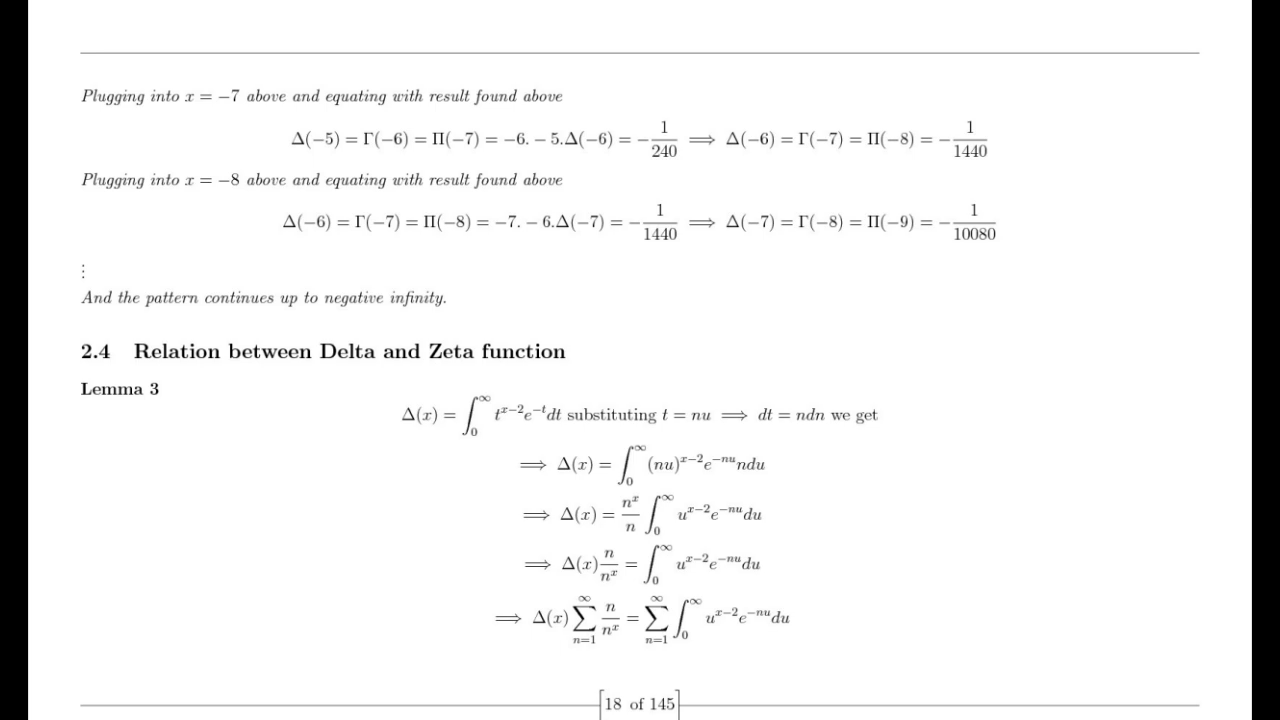 Plugging into x = −7 above and equating with result found above
Δ(−5) = Γ(−6) = Π(−7) = −6. − 5.Δ(−6) = −1/240 ⟹ Δ(−6) = Γ(−7) = Π(−8) = −1/1440
Plugging into x = −8 above and equating with result found above
Δ(−6) = Γ(−7) = Π(−8) = −7. − 6.Δ(−7) = −1/1440 ⟹ Δ(−7) = Γ(−8) = Π(−9) = −1/10080
⋮
And the pattern continues up to negative infinity.
2.4 Relation between Delta and Zeta function
Lemma 3
Δ(x) = ∫₀^∞ t^{x−2}e^{−t}dt substituting t = nu ⟹ dt = ndn we get
⟹ Δ(x) = ∫₀^∞ (nu)^{x−2}e^{−nu}ndu
⟹ Δ(x) = n^x/n ∫₀^∞ u^{x−2}e^{−nu}du
⟹ Δ(x) n/n^x = ∫₀^∞ u^{x−2}e^{−nu}du
⟹ Δ(x) ∑_{n=1}^∞ n/n^x = ∑_{n=1}^∞ ∫₀^∞ u^{x−2}e^{−nu}du
[18 of 145]